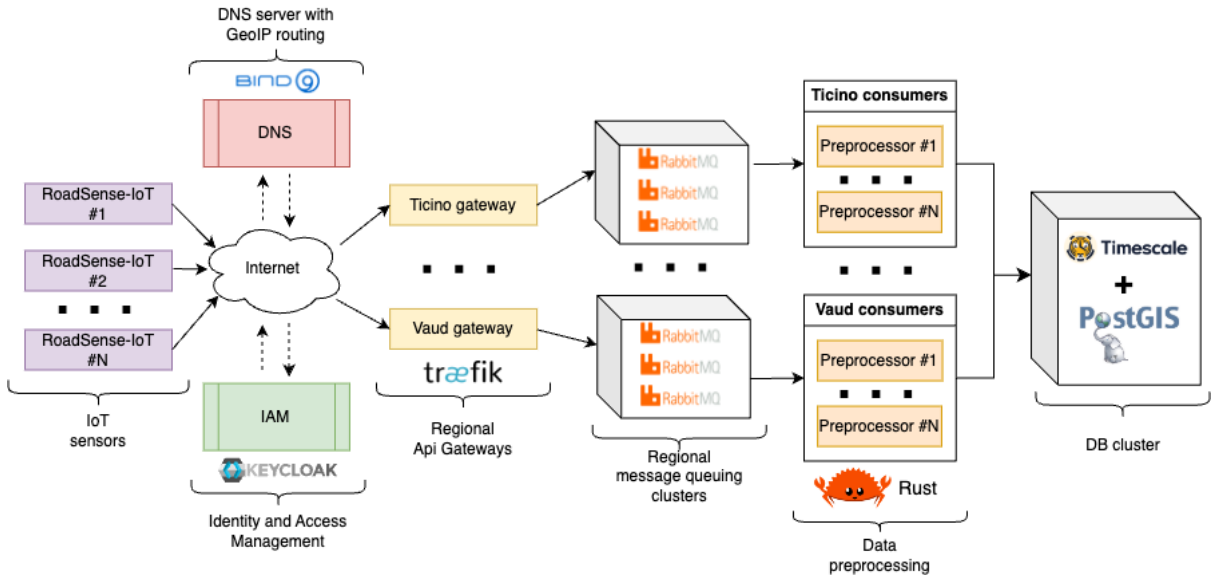 DNS server with
GeoIP routing
BIND 9
DNS
RoadSense-IoT
#1
RoadSense-IoT
#2
RoadSense-IoT
#N
IoT
sensors
Internet
IAM
KEYCLOAK
Identity and Access
Management
Ticino gateway
Vaud gateway
træfik
Regional
Api Gateways
RabbitMQ
RabbitMQ
RabbitMQ
RabbitMQ
RabbitMQ
RabbitMQ
Regional
message queuing
clusters
Ticino consumers
Preprocessor #1
Preprocessor #N
Vaud consumers
Preprocessor #1
Preprocessor #N
Rust
Data
preprocessing
Timescale
+
PostGIS
DB cluster